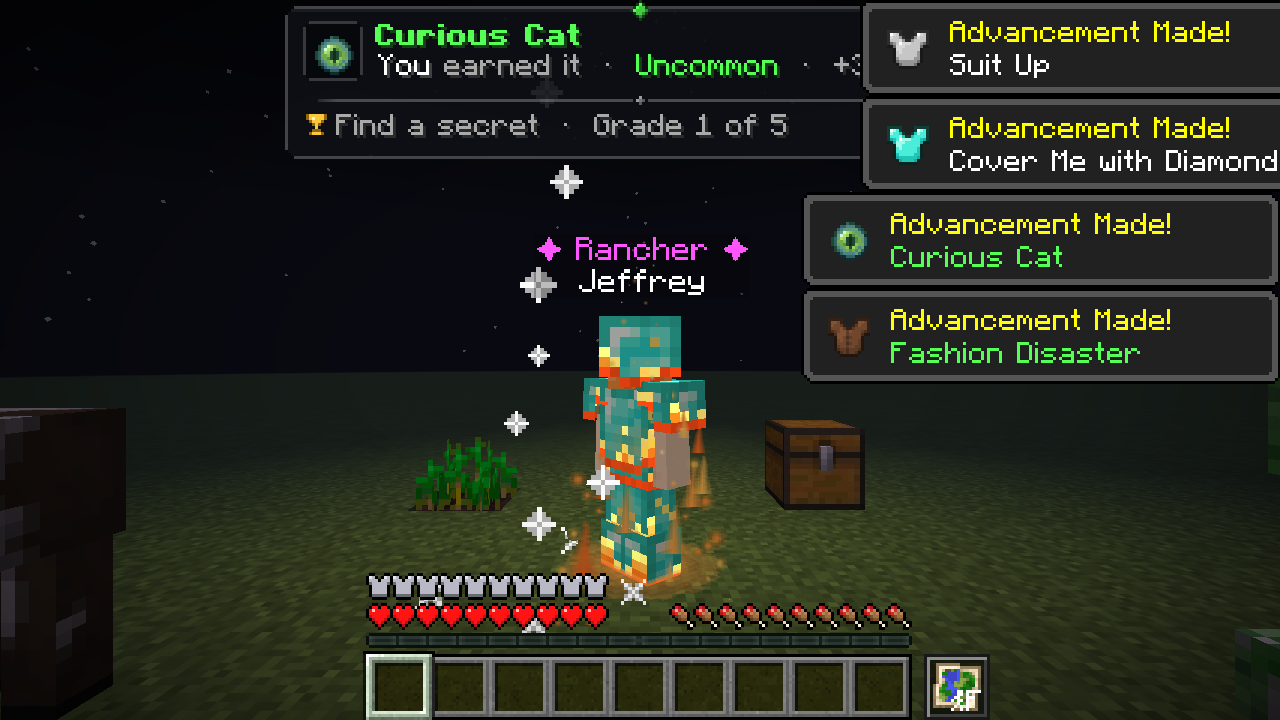 Curious Cat
You earned it · Uncommon · +3
Find a secret · Grade 1 of 5
Advancement Made!
Suit Up
Advancement Made!
Cover Me with Diamond
Advancement Made!
Curious Cat
Advancement Made!
Fashion Disaster
Rancher
Jeffrey